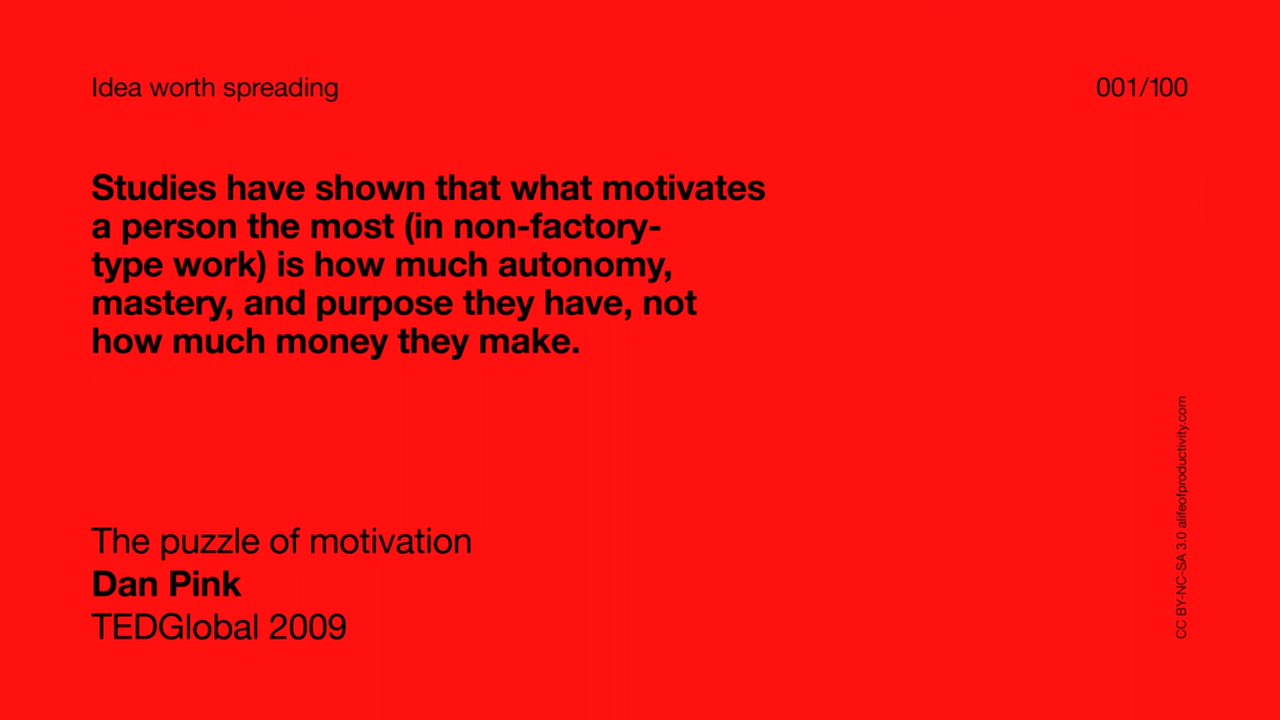 Idea worth spreading
001/100
Studies have shown that what motivates
a person the most (in non-factory-
type work) is how much autonomy,
mastery, and purpose they have, not
how much money they make.
The puzzle of motivation
Dan Pink
TEDGlobal 2009
CC BY-NC-SA 3.0 alifeofproductivity.com